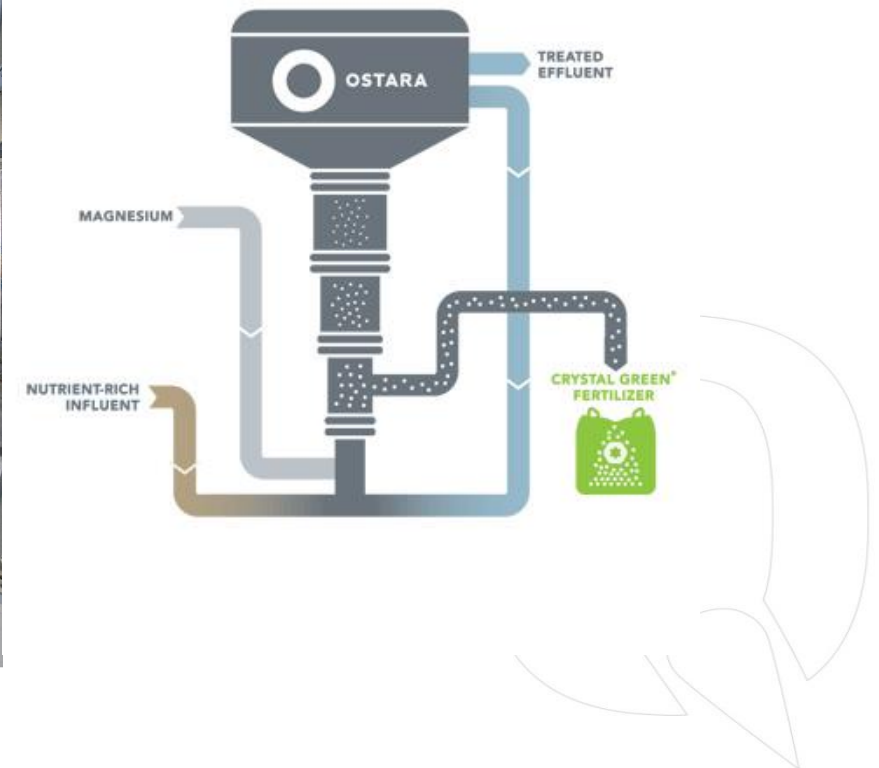 OSTARA
TREATED
EFFLUENT
MAGNESIUM
NUTRIENT-RICH
INFLUENT
CRYSTAL GREEN®
FERTILIZER